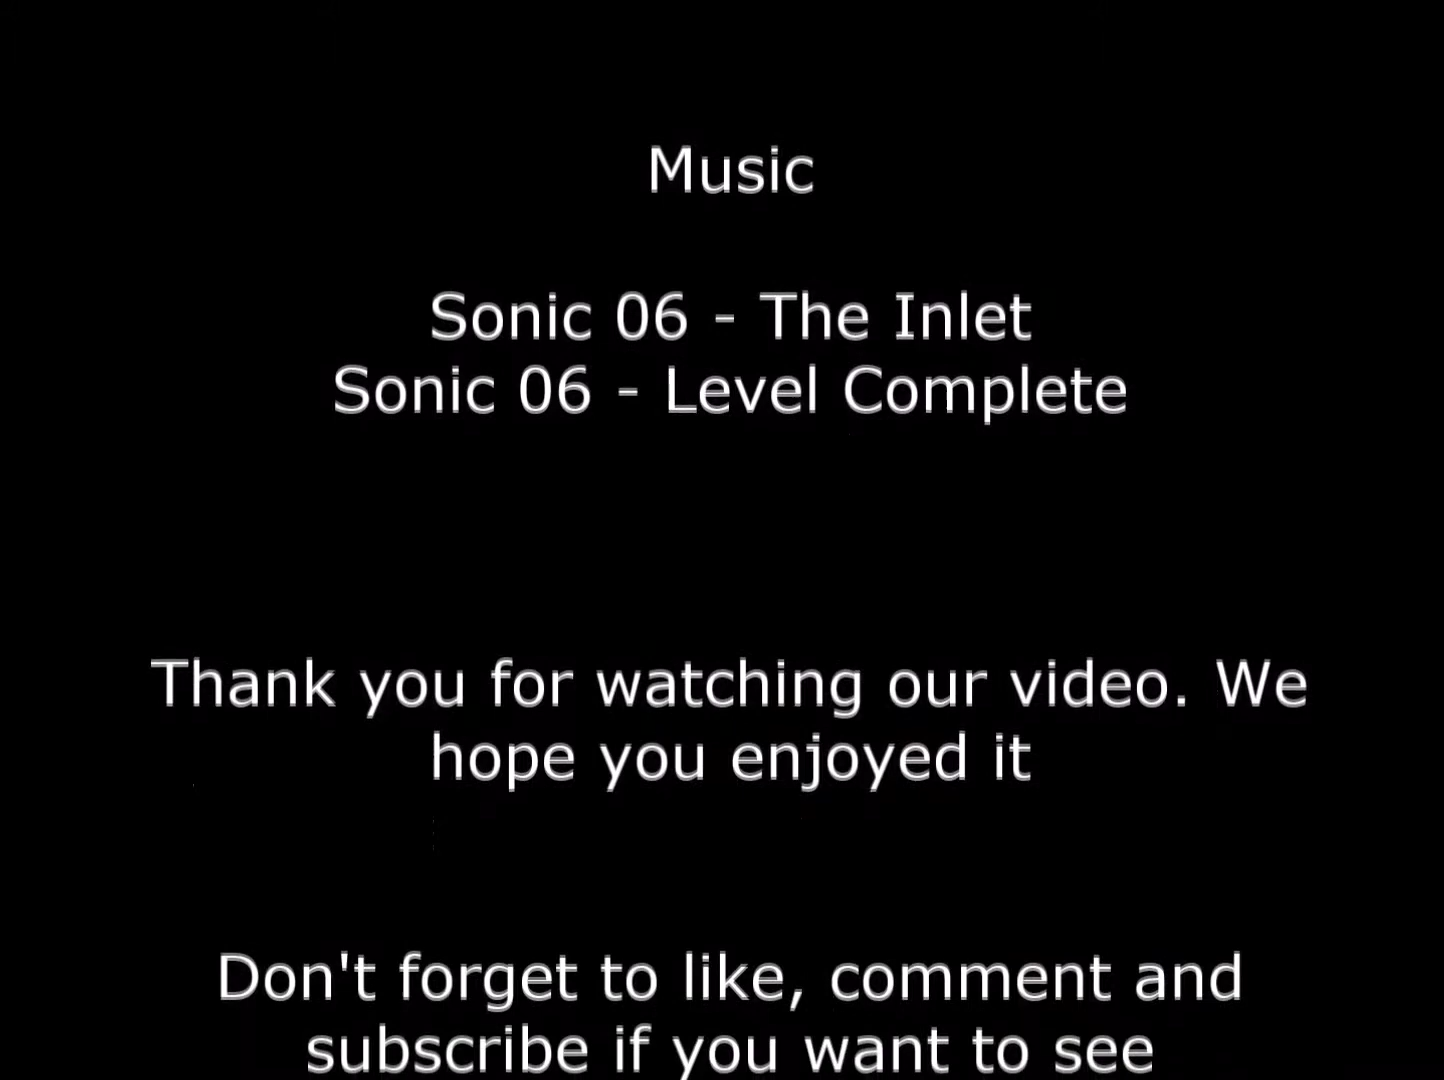 Music
Sonic 06 - The Inlet
Sonic 06 - Level Complete
Thank you for watching our video. We
hope you enjoyed it
Don't forget to like, comment and
subscribe if you want to see